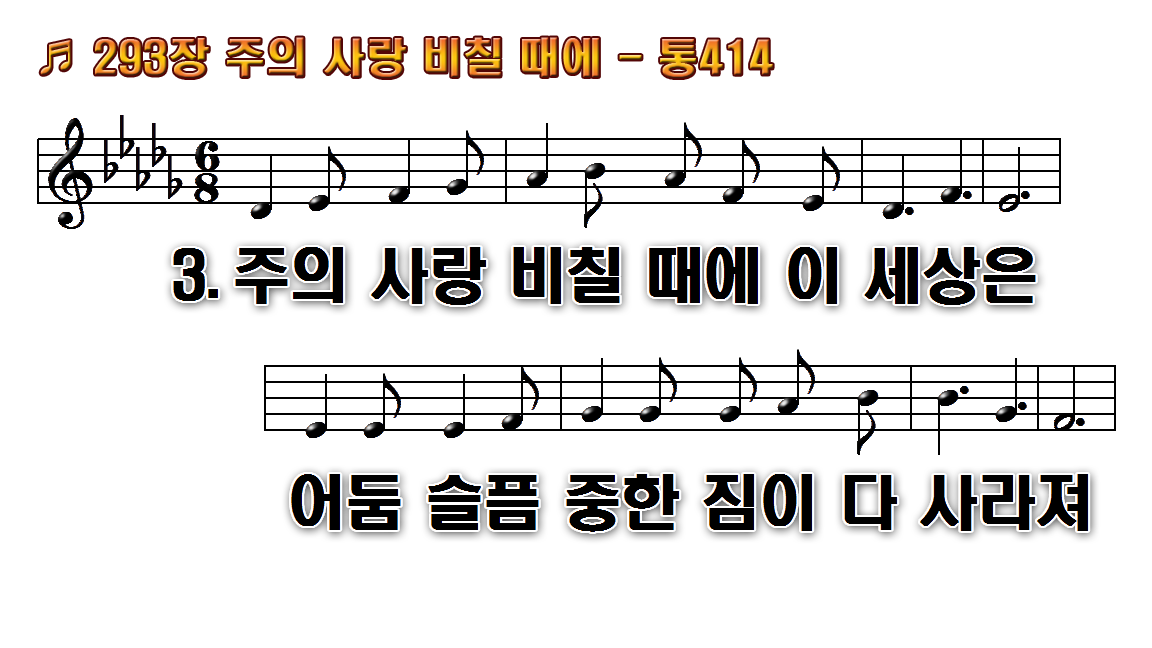 ♬ 293장 주의 사랑 비칠 때에 - 통414
6
8
3. 주의 사랑 비칠 때에 이 세상은
어둠 슬픔 중한 짐이 다 사라져